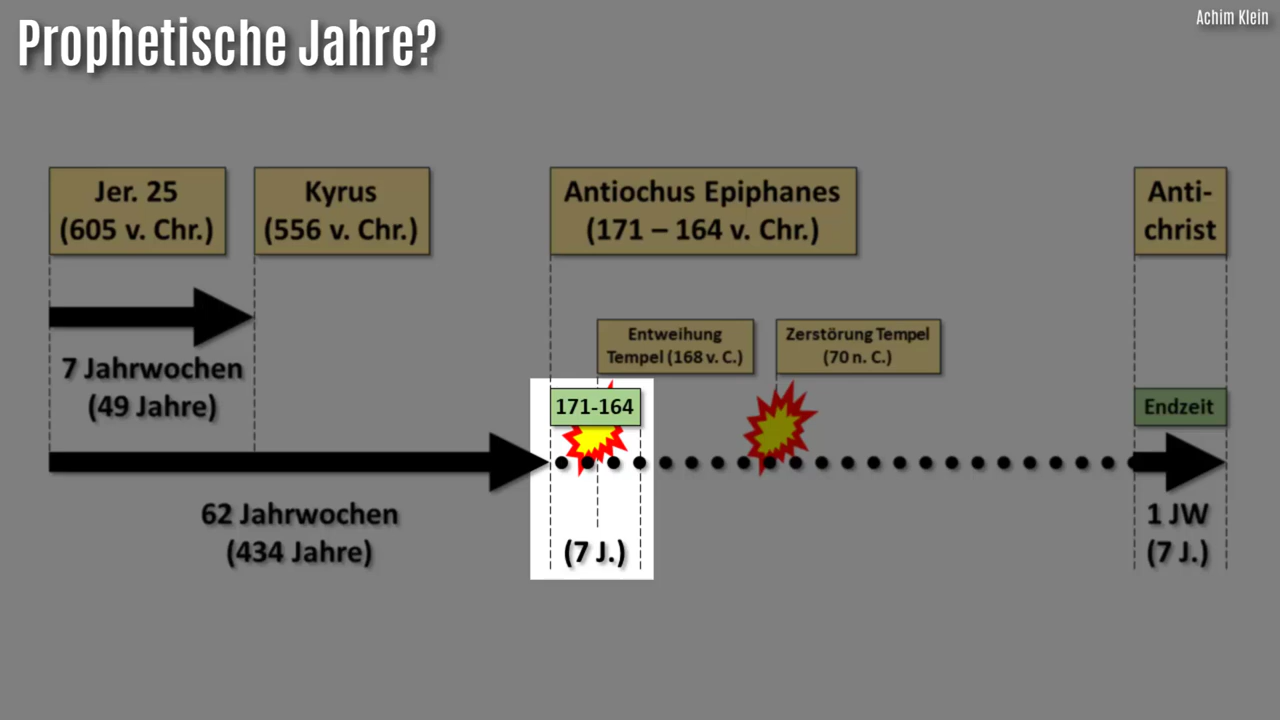 Prophetische Jahre?
Achim Klein
Jer. 25
(605 v. Chr.)
Kyrus
(556 v. Chr.)
Antiochus Epiphanes
(171 – 164 v. Chr.)
Anti-
christ
Entweihung
Tempel (168 v. C.)
Zerstörung Tempel
(70 n. C.)
7 Jahrwochen
(49 Jahre)
171-164
Endzeit
62 Jahrwochen
(434 Jahre)
(7 J.)
1 JW
(7 J.)